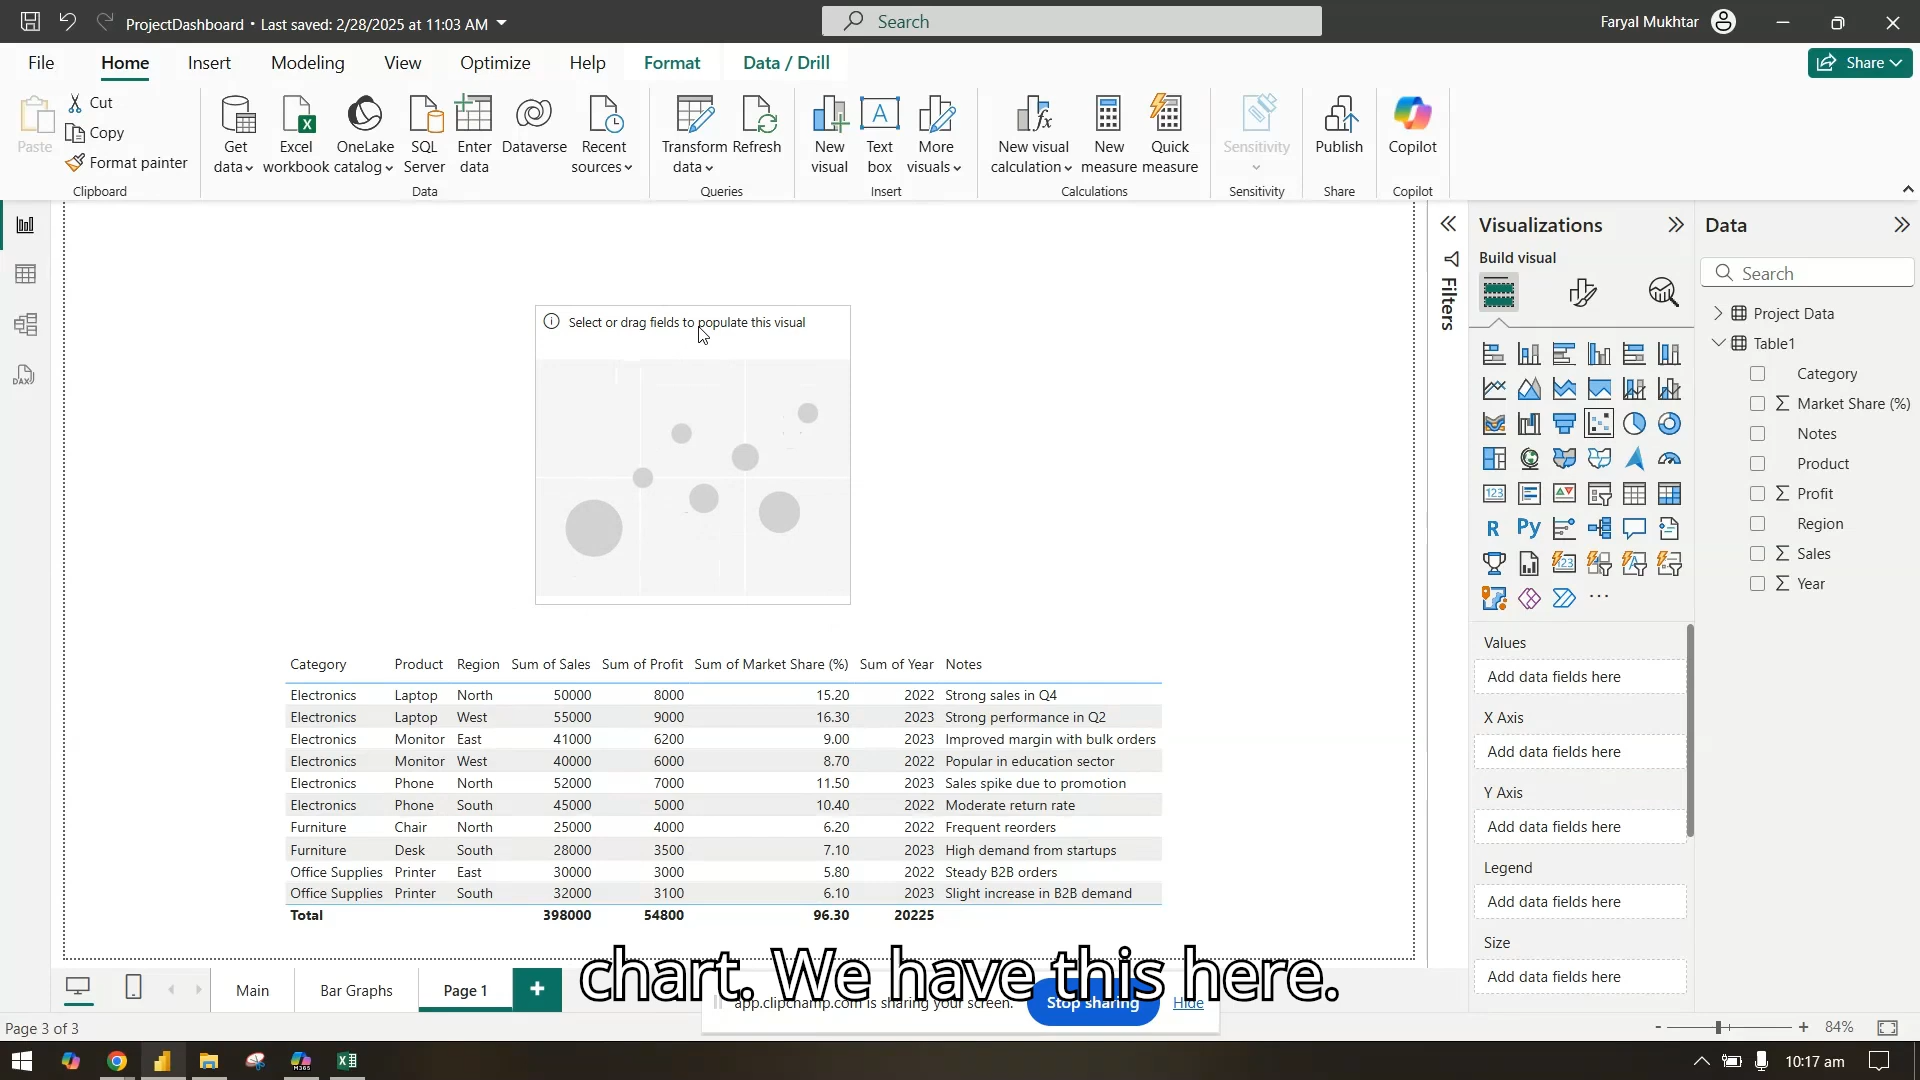 ProjectDashboard • Last saved: 2/28/2025 at 11:03 AM
Search
Faryal Mukhtar
File
Home
Insert
Modeling
View
Optimize
Help
Format
Data / Drill
Share
Paste
Cut
Copy
Format painter
Clipboard
Get data
Excel workbook
OneLake catalog
SQL Server
Enter data
Dataverse
Recent sources
Data
Transform data
Refresh
Queries
New visual
Text box
More visuals
Insert
New visual calculation
New measure
Quick measure
Calculations
Sensitivity
Sensitivity
Publish
Share
Copilot
Copilot
Select or drag fields to populate this visual
Category Product Region Sum of Sales Sum of Profit Sum of Market Share (%) Sum of Year Notes
Electronics Laptop North 50000 8000 15.20 2022 Strong sales in Q4
Electronics Laptop West 55000 9000 16.30 2023 Strong performance in Q2
Electronics Monitor East 41000 6200 9.00 2023 Improved margin with bulk orders
Electronics Monitor West 40000 6000 8.70 2022 Popular in education sector
Electronics Phone North 52000 7000 11.50 2023 Sales spike due to promotion
Electronics Phone South 45000 5000 10.40 2022 Moderate return rate
Furniture Chair North 25000 4000 6.20 2022 Frequent reorders
Furniture Desk South 28000 3500 7.10 2023 High demand from startups
Office Supplies Printer East 30000 3000 5.80 2022 Steady B2B orders
Office Supplies Printer South 32000 3100 6.10 2023 Slight increase in B2B demand
Total 398000 54800 96.30 20225
Filters
Visualizations
Build visual
123
R
Py
123
Values
Add data fields here
X Axis
Add data fields here
Y Axis
Add data fields here
Legend
Add data fields here
Size
Add data fields here
Data
Search
Project Data
Table1
Category
Market Share (%)
Notes
Product
Profit
Region
Sales
Year
DAX
chart. We have this here.
app.clipchamp.com is sharing your screen.
Stop sharing
Hide
Main
Bar Graphs
Page 1
+
Page 3 of 3
- + 84%
M365
10:17 am